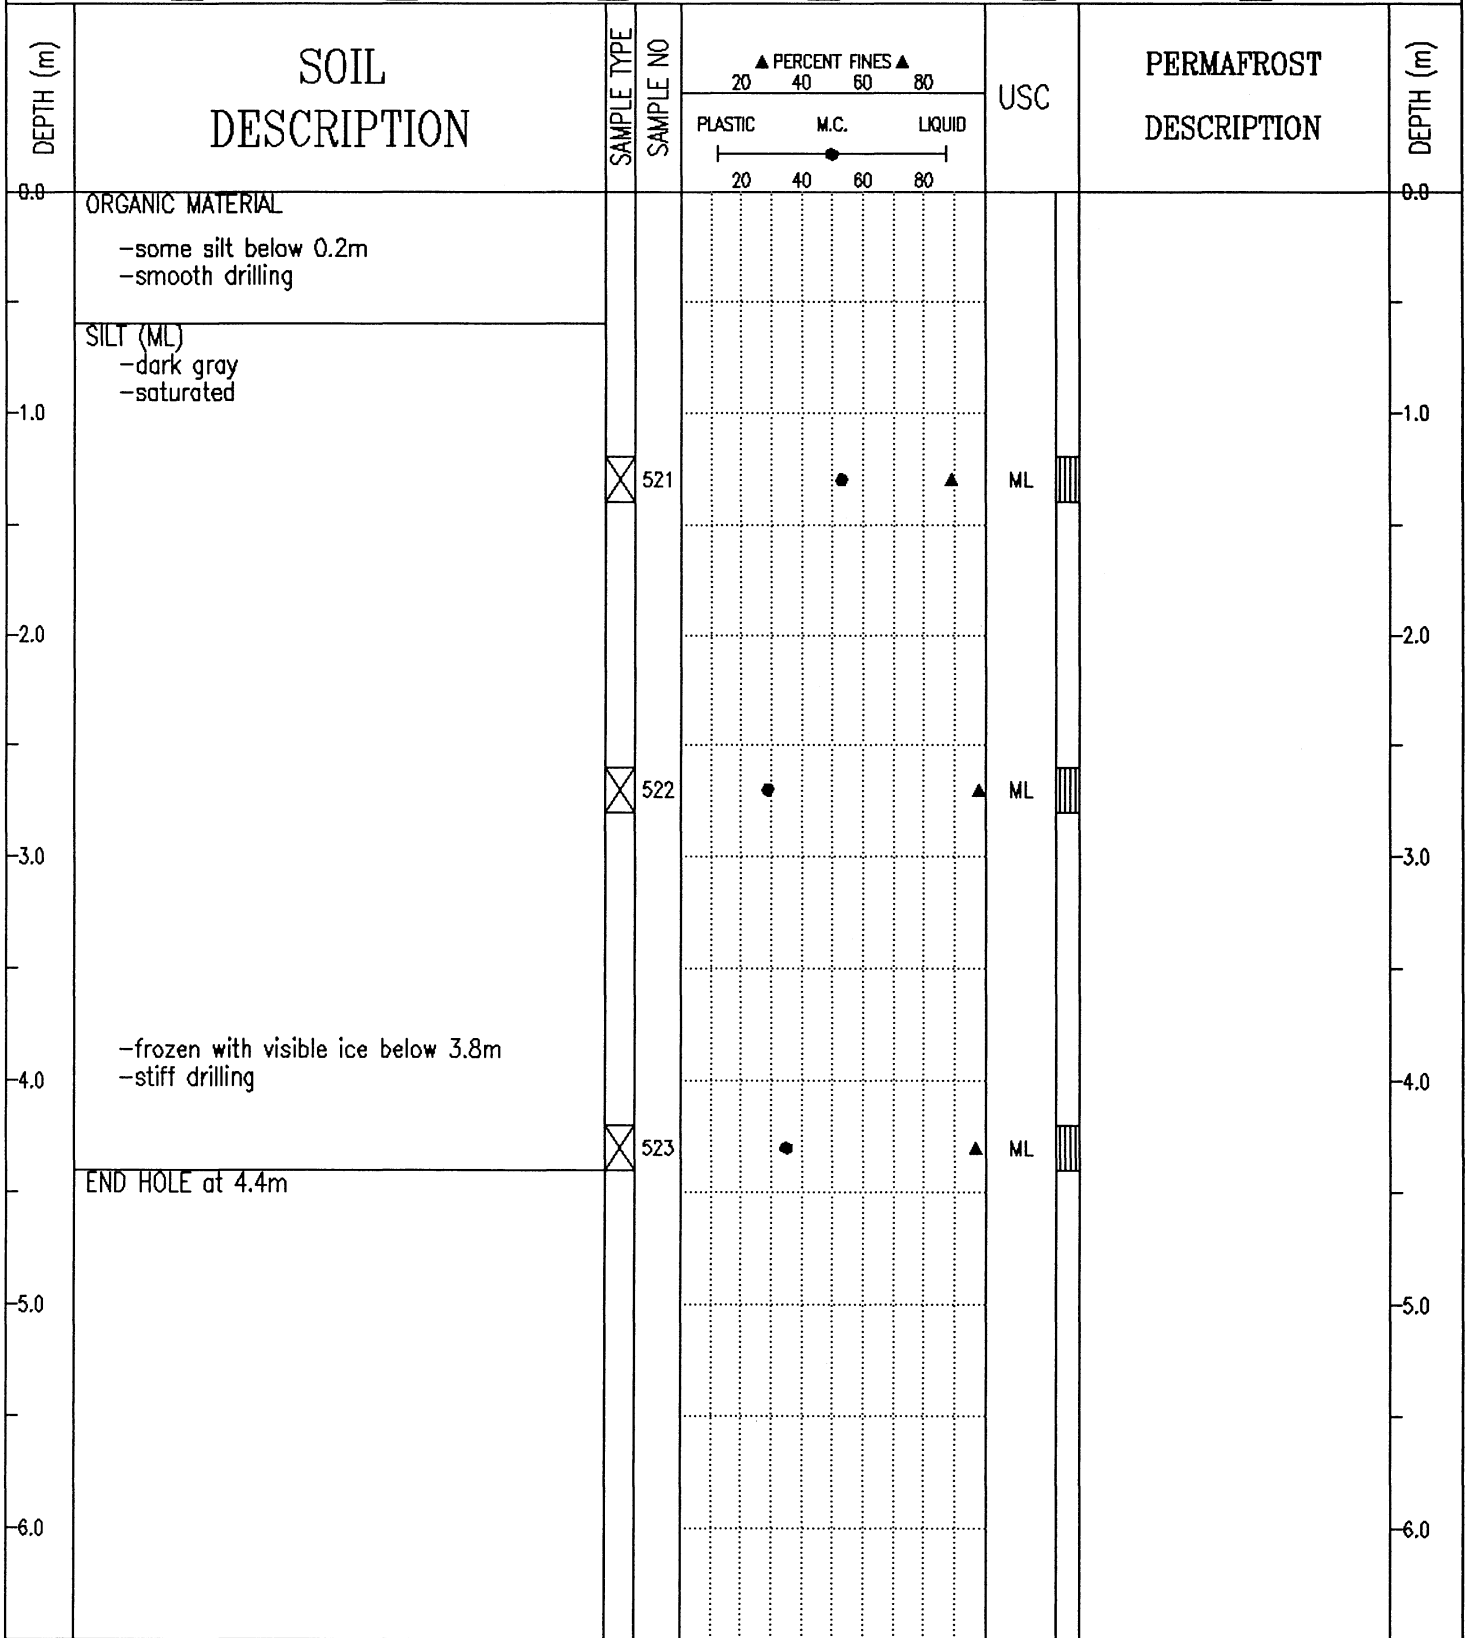 DEPTH (m)
SOIL
DESCRIPTION
SAMPLE TYPE
SAMPLE NO
▲ PERCENT FINES ▲
20 40 60 80
PLASTIC M.C. LIQUID
20 40 60 80
USC
PERMAFROST
DESCRIPTION
DEPTH (m)
0.0 0.0
ORGANIC MATERIAL
-some silt below 0.2m
-smooth drilling
SILT (ML)
-dark gray
-saturated
1.0 1.0
521 ML
2.0 2.0
522 ML
3.0 3.0
-frozen with visible ice below 3.8m
-stiff drilling
4.0 4.0
523 ML
END HOLE at 4.4m
5.0 5.0
6.0 6.0